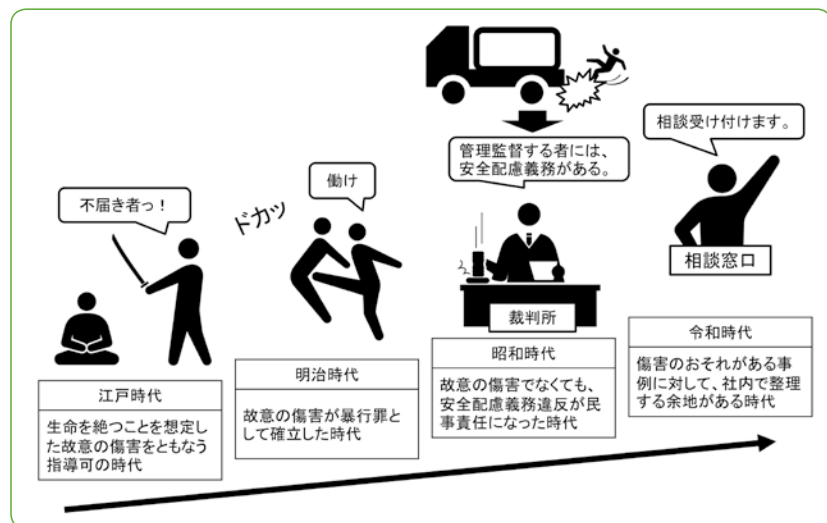 不届き者っ！
江戸時代
生命を絶つことを想定し
た故意の傷害をともなう
指導可の時代
ドカッ
働け
明治時代
故意の傷害が暴行罪と
して確立した時代
管理監督する者には、
安全配慮義務がある。
裁判所
昭和時代
故意の傷害でなくても、
安全配慮義務違反が民
事責任になった時代
相談受け付けます。
相談窓口
令和時代
傷害のおそれがある事
例に対して、社内で整理
する余地がある時代